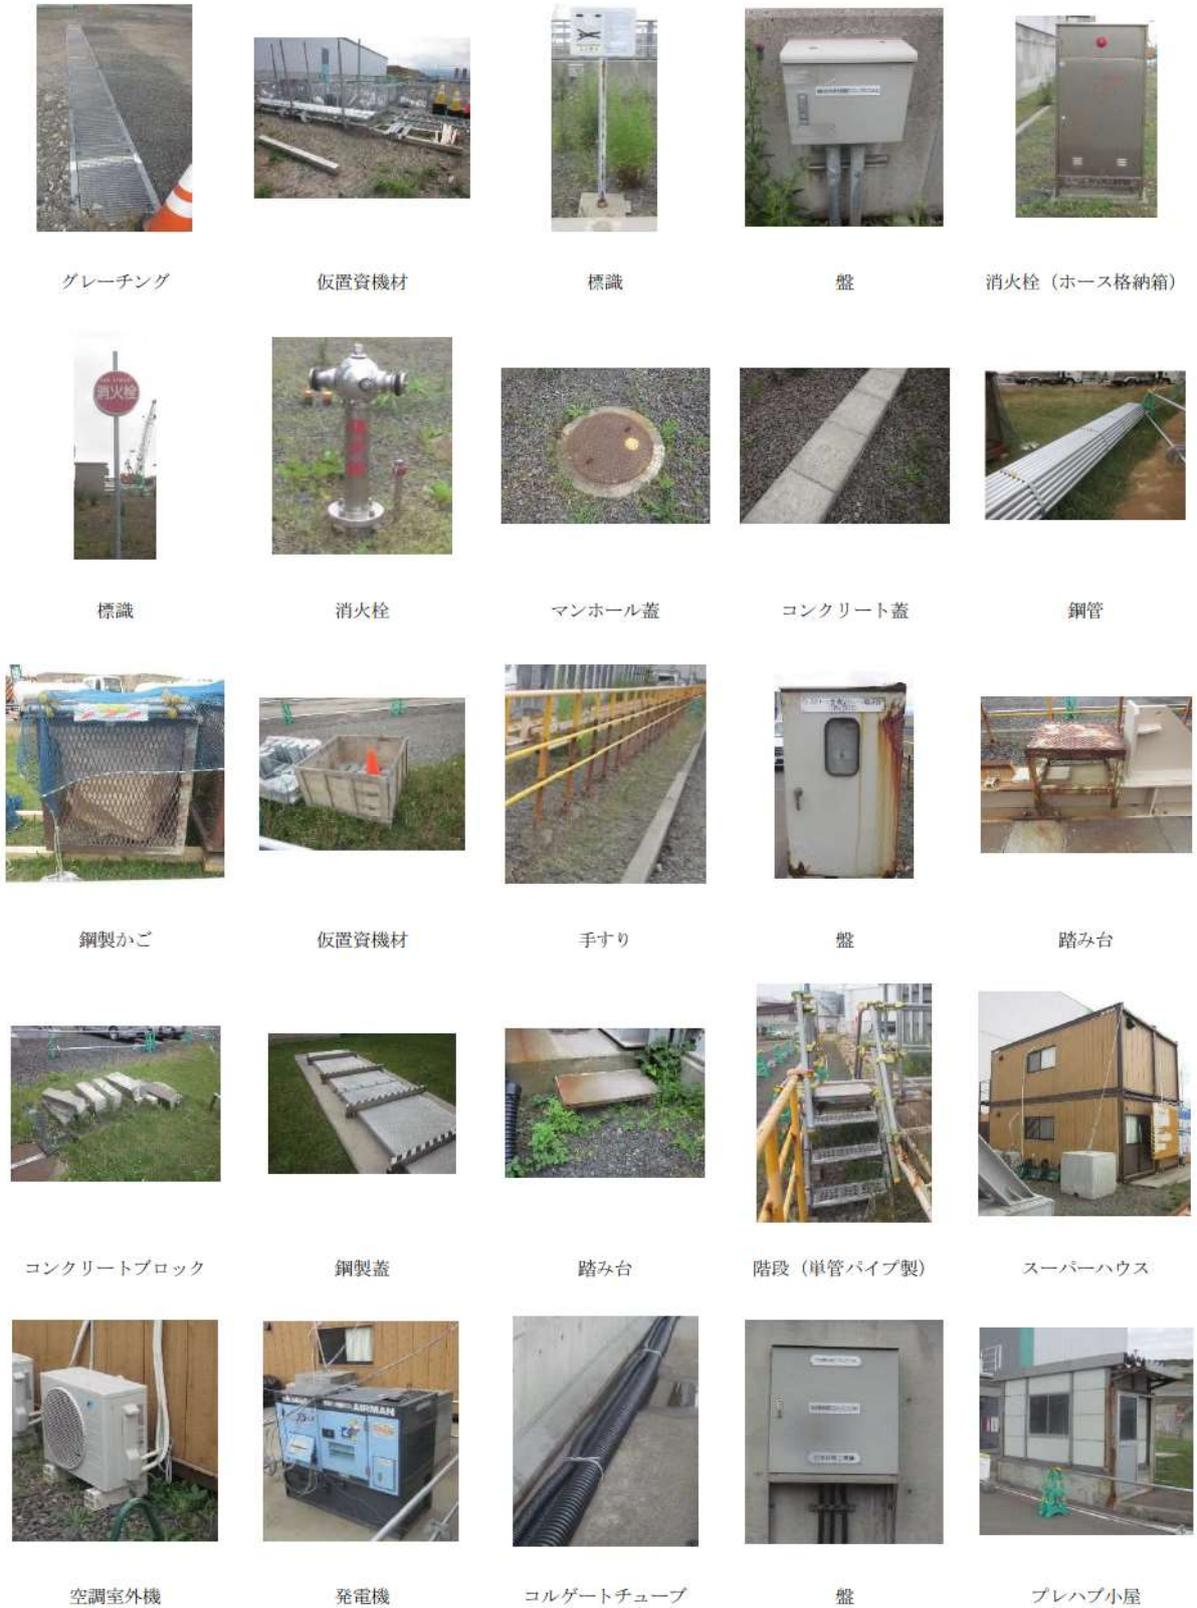 グレーチング
仮置資機材
標識
盤
消火栓（ホース格納箱）
消火栓
標識
消火栓
マンホール蓋
コンクリート蓋
鋼管
鋼製かご
仮置資機材
手すり
盤
踏み台
コンクリートブロック
鋼製蓋
踏み台
階段（単管パイプ製）
スーパーハウス
AIRMAN
空調室外機
発電機
コルゲートチューブ
盤
プレハブ小屋